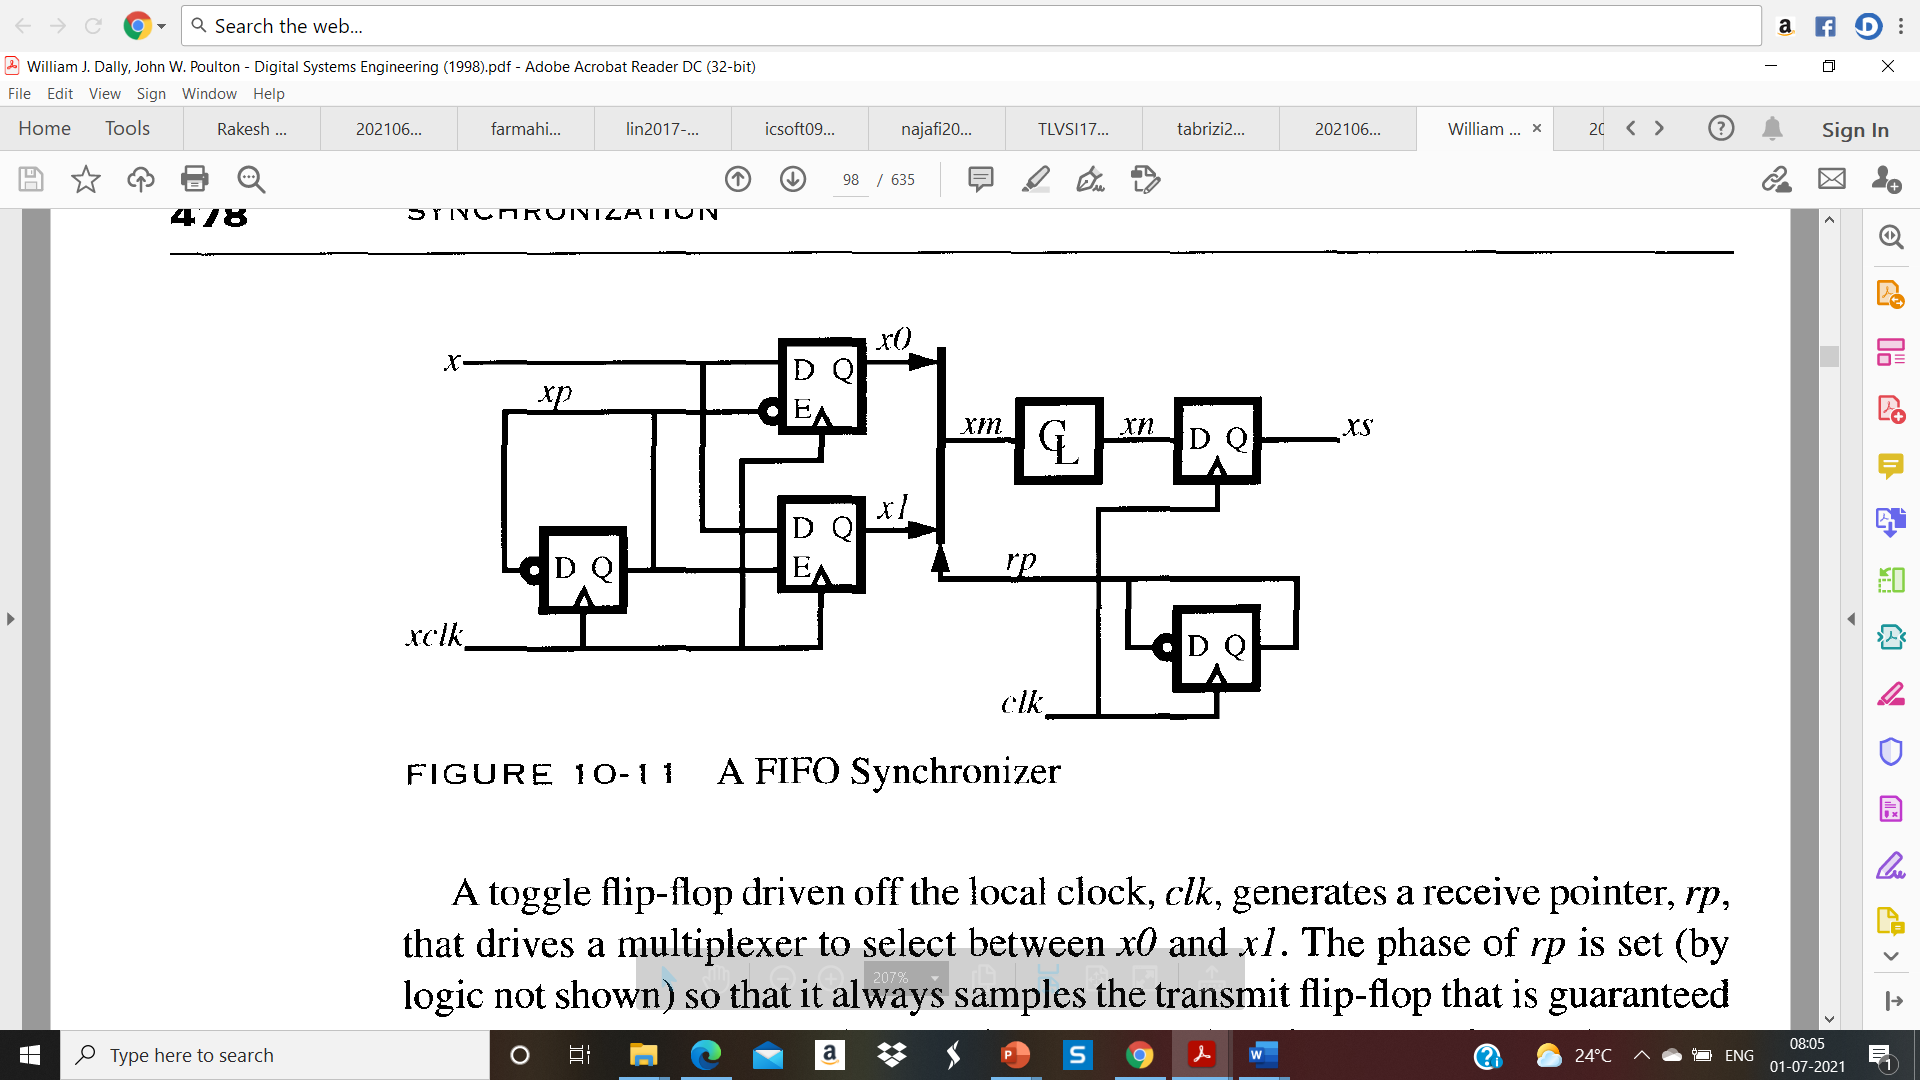 Search the web...
a
William J. Dally, John W. Poulton - Digital Systems Engineering (1998).pdf - Adobe Acrobat Reader DC (32-bit)
File Edit View Sign Window Help
Home Tools Rakesh ... 202106... farmahi... lin2017-... icsoft09... najafi20... TLVSI17... tabrizi2... 202106... William ... 20 Sign In
98 / 635
478 SYNCHRONIZATION
x0
x
D Q
xp
E
xm
CL
xn
D Q
xs
x1
D Q
E
D Q
rp
D Q
xclk
clk
FIGURE 10-11 A FIFO Synchronizer
A toggle flip-flop driven off the local clock, clk, generates a receive pointer, rp,
that drives a multiplexer to select between x0 and x1. The phase of rp is set (by
207%
logic not shown) so that it always samples the transmit flip-flop that is guaranteed
Type here to search
24°C
ENG
08:05
01-07-2021
1